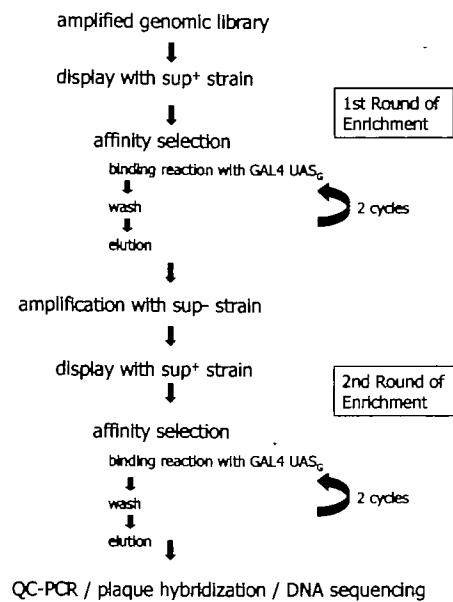 amplified genomic library
display with sup⁺ strain
1st Round of
Enrichment
affinity selection
binding reaction with GAL4 UAS_G
wash
2 cycles
elution
amplification with sup- strain
display with sup⁺ strain
2nd Round of
Enrichment
affinity selection
binding reaction with GAL4 UAS_G
wash
2 cycles
elution
QC-PCR / plaque hybridization / DNA sequencing